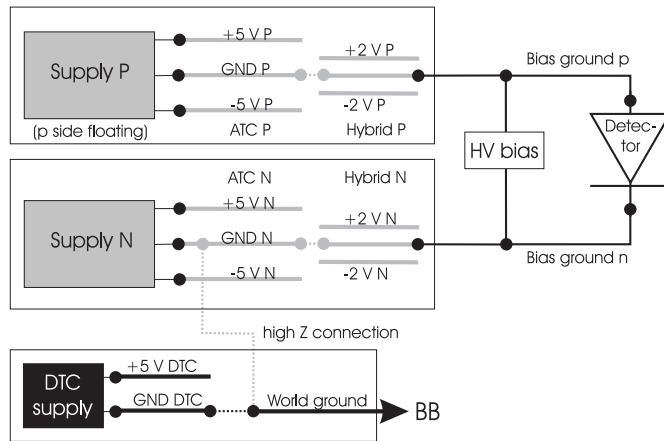 +5 V P
+2 V P
Bias ground p
Supply P
GND P
-5 V P
-2 V P
(p side floating)
ATC P
Hybrid P
Detec-
tor
HV bias
ATC N
Hybrid N
+5 V N
+2 V N
Supply N
GND N
-5 V N
-2 V N
Bias ground n
high Z connection
DTC
supply
+5 V DTC
GND DTC
World ground
BB